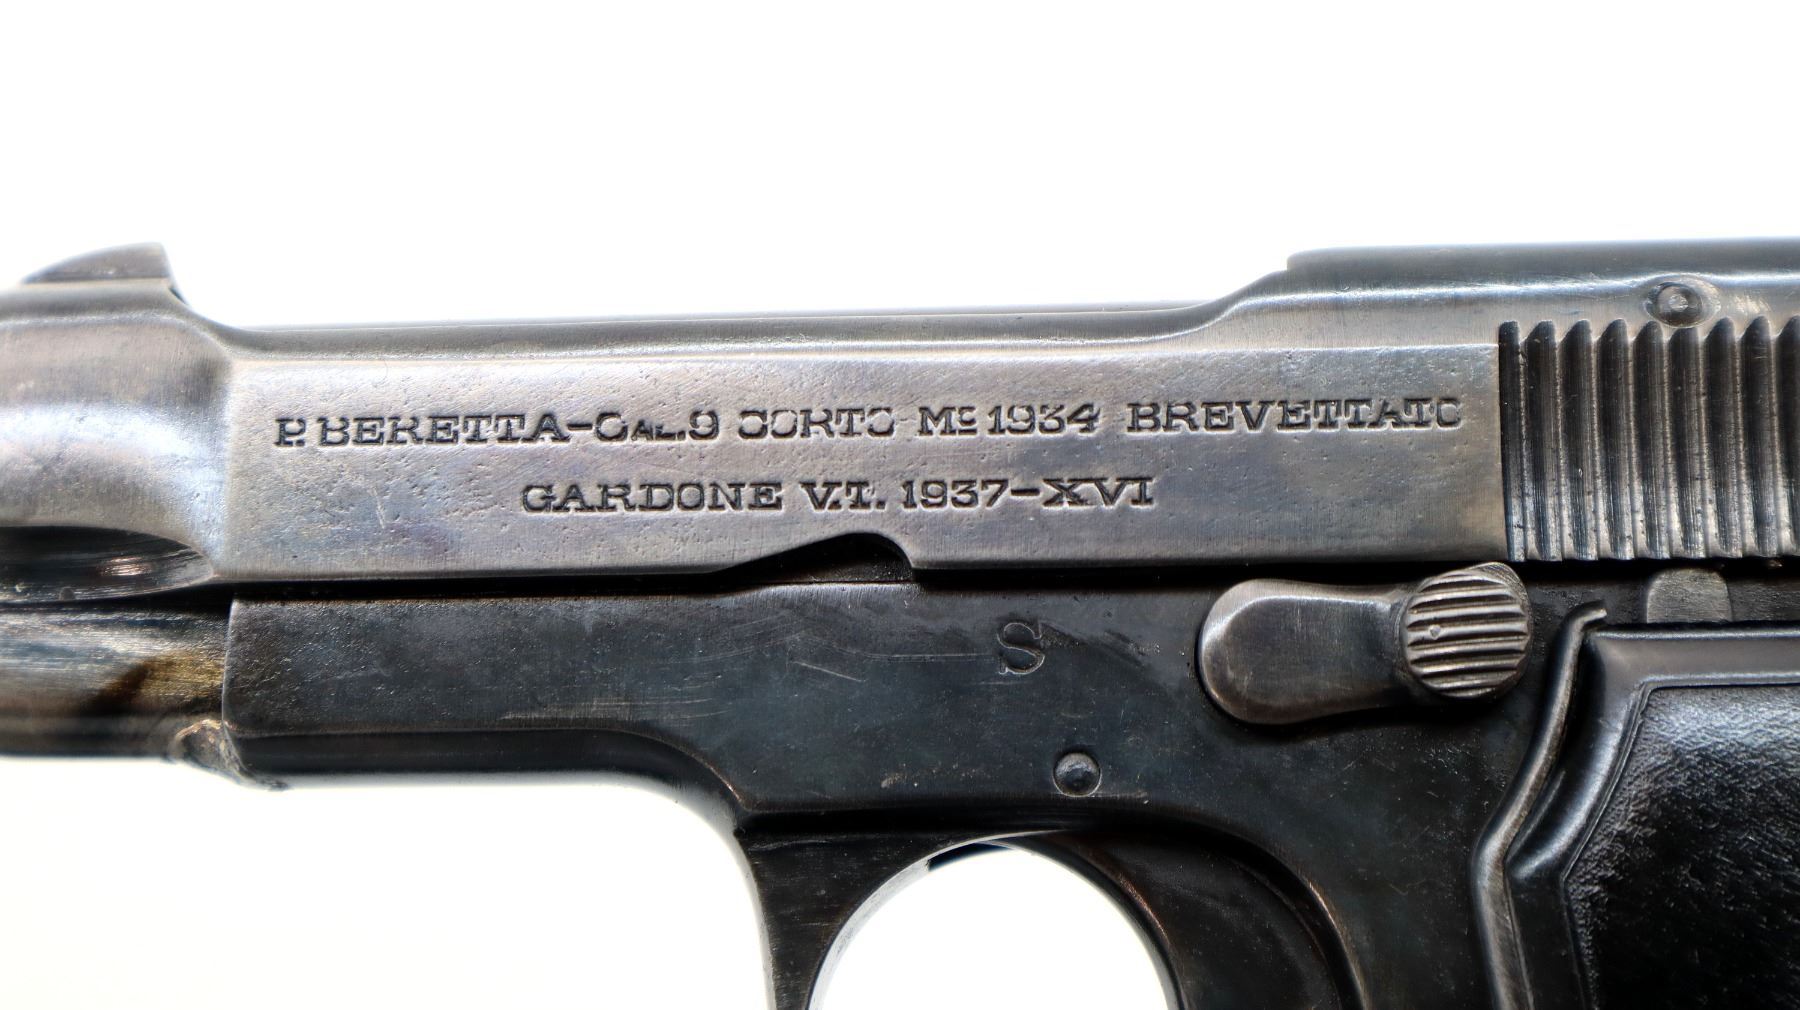 P. BERETTA-CAL.9 CORTO Mo 1934 BREVETTATO
GARDONE V.T. 1937-XVI
S